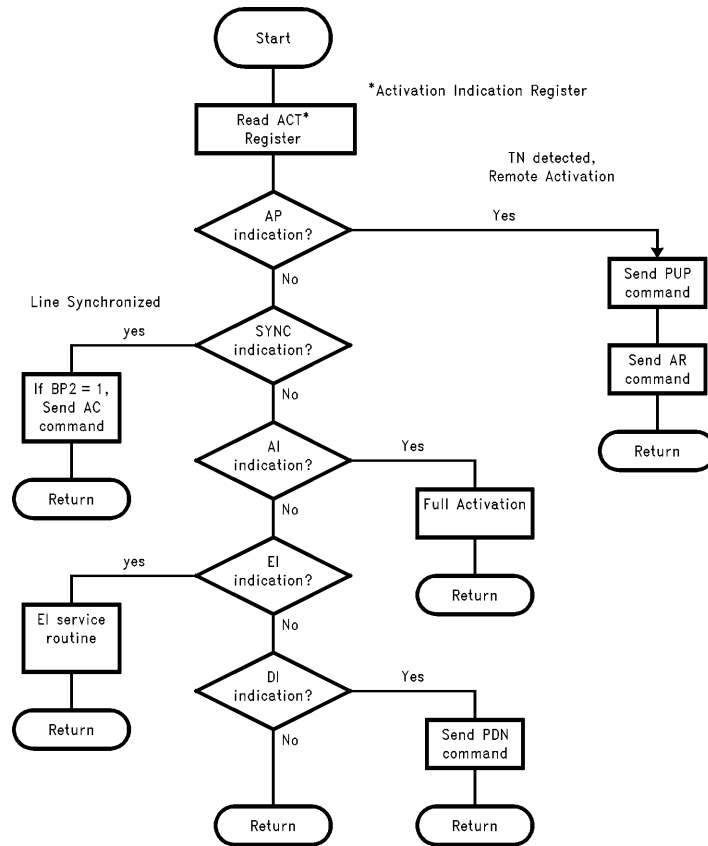 Start
*Activation Indication Register
Read ACT*
Register
TN detected,
Remote Activation
AP
indication?
Yes
No
Send PUP
command
Line Synchronized
yes
SYNC
indication?
No
Send AR
command
If BP2 = 1,
Send AC
command
Return
AI
indication?
Yes
No
Return
Full Activation
yes
EI
indication?
No
Return
EI service
routine
DI
indication?
Yes
No
Return
Send PDN
command
Return
Return